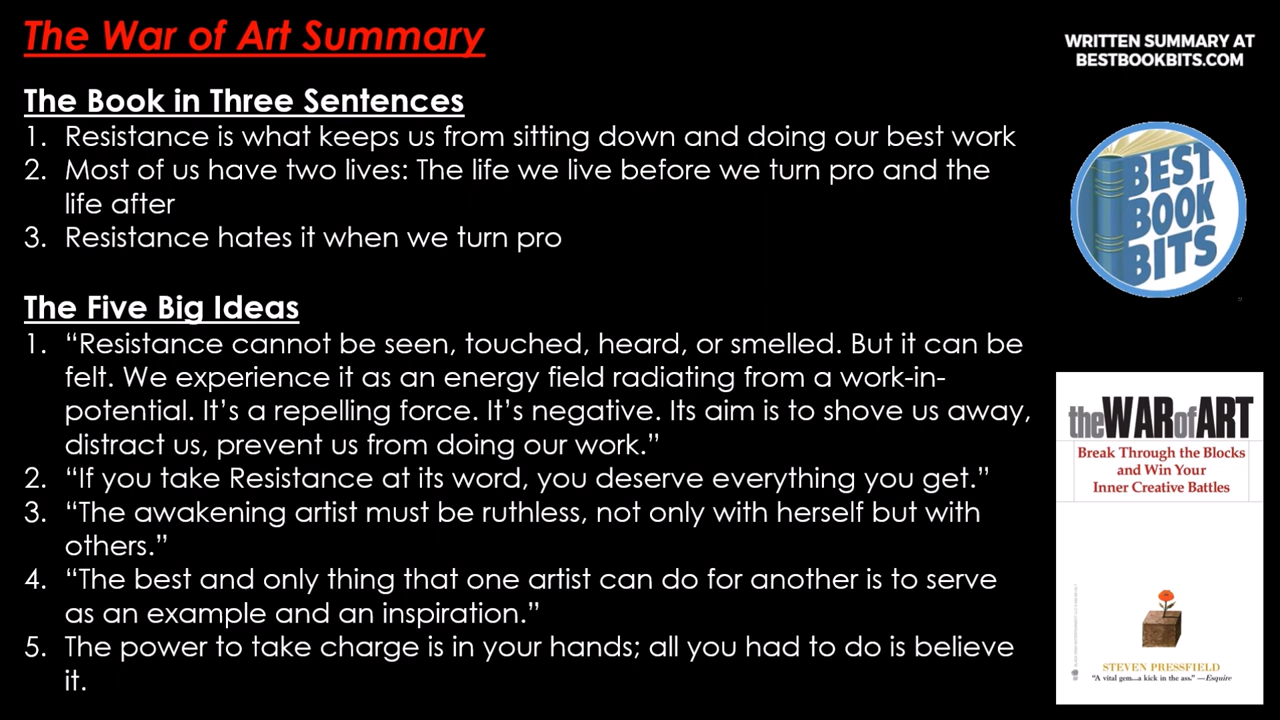 The War of Art Summary
WRITTEN SUMMARY AT
BESTBOOKBITS.COM
The Book in Three Sentences
1. Resistance is what keeps us from sitting down and doing our best work
2. Most of us have two lives: The life we live before we turn pro and the
life after
3. Resistance hates it when we turn pro
BEST
BOOK
BITS
The Five Big Ideas
1. “Resistance cannot be seen, touched, heard, or smelled. But it can be
felt. We experience it as an energy field radiating from a work-in-
potential. It’s a repelling force. It’s negative. Its aim is to shove us away,
distract us, prevent us from doing our work.”
2. “If you take Resistance at its word, you deserve everything you get.”
3. “The awakening artist must be ruthless, not only with herself but with
others.”
4. “The best and only thing that one artist can do for another is to serve
as an example and an inspiration.”
5. The power to take charge is in your hands; all you had to do is believe
it.
theWARofART
Break Through the Blocks
and Win Your
Inner Creative Battles
STEVEN PRESSFIELD
“A vital gem...a kick in the ass.” —Esquire